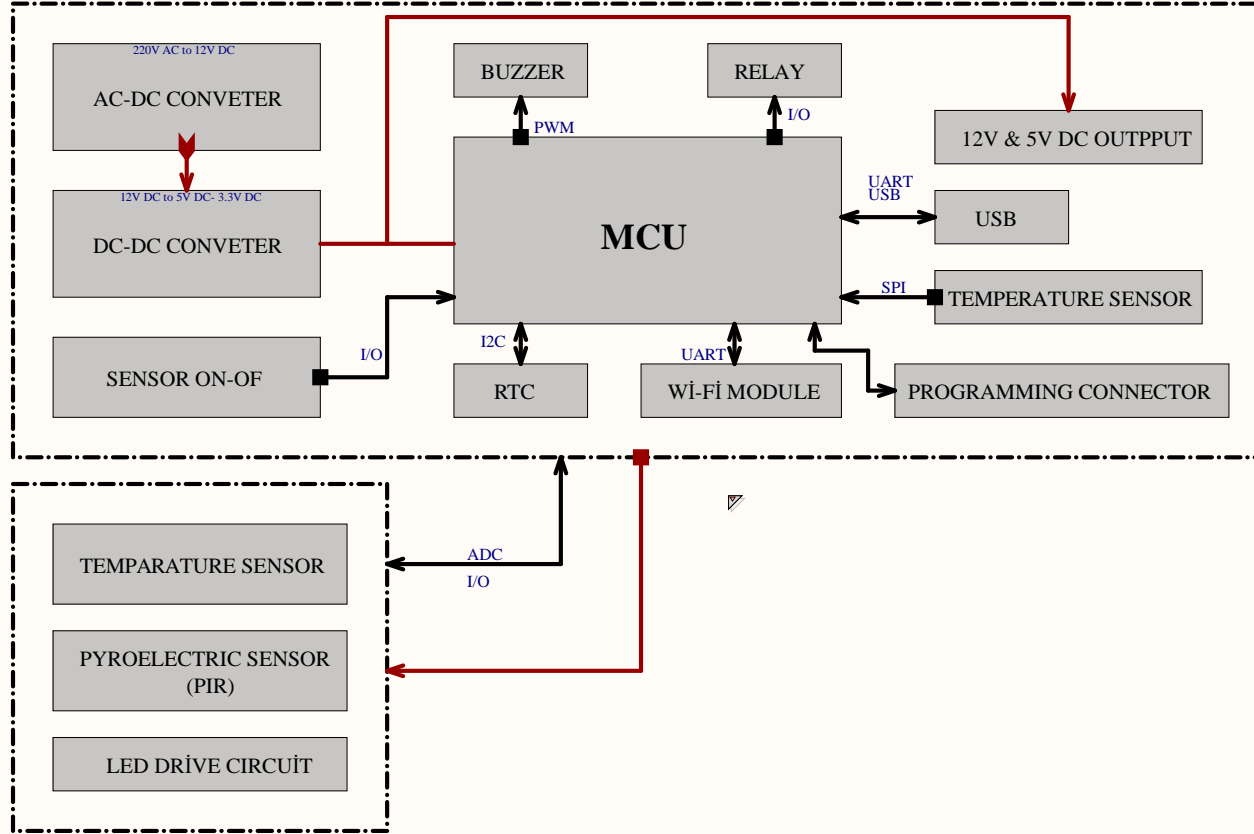 220V AC to 12V DC
AC-DC CONVETER
BUZZER
RELAY
PWM
I/O
12V & 5V DC OUTPPUT
12V DC to 5V DC- 3.3V DC
DC-DC CONVETER
MCU
UART
USB
USB
SPI
TEMPERATURE SENSOR
I/O
SENSOR ON-OF
I2C
RTC
UART
Wİ-Fİ MODULE
PROGRAMMING CONNECTOR
ADC
I/O
TEMPARATURE SENSOR
PYROELECTRIC SENSOR
(PIR)
LED DRİVE CIRCUİT